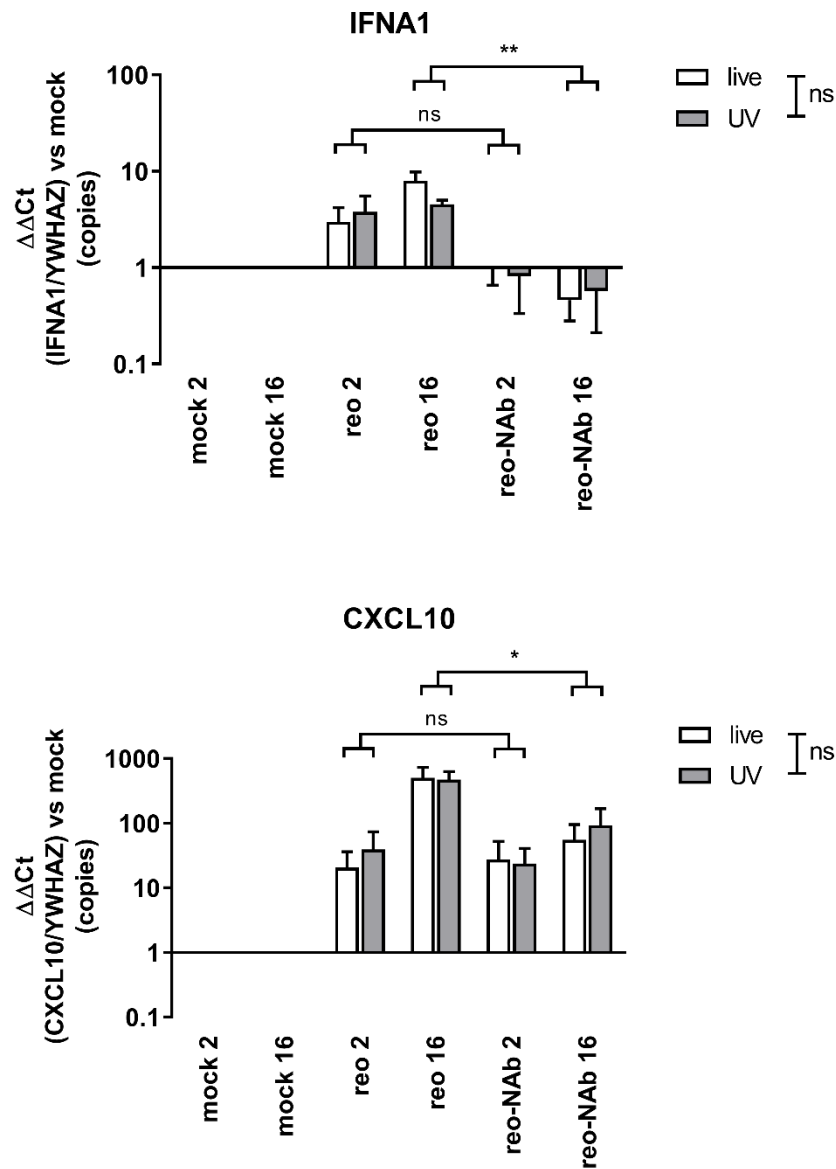 IFNA1
**
ns
live
UV
ns
ΔΔCt
(IFNA1/YWHAZ) vs mock
(copies)
100
10
1
0.1
mock 2
mock 16
reo 2
reo 16
reo-NAb 2
reo-NAb 16
CXCL10
*
ns
live
UV
ns
ΔΔCt
(CXCL10/YWHAZ) vs mock
(copies)
1000
100
10
1
0.1
mock 2
mock 16
reo 2
reo 16
reo-NAb 2
reo-NAb 16